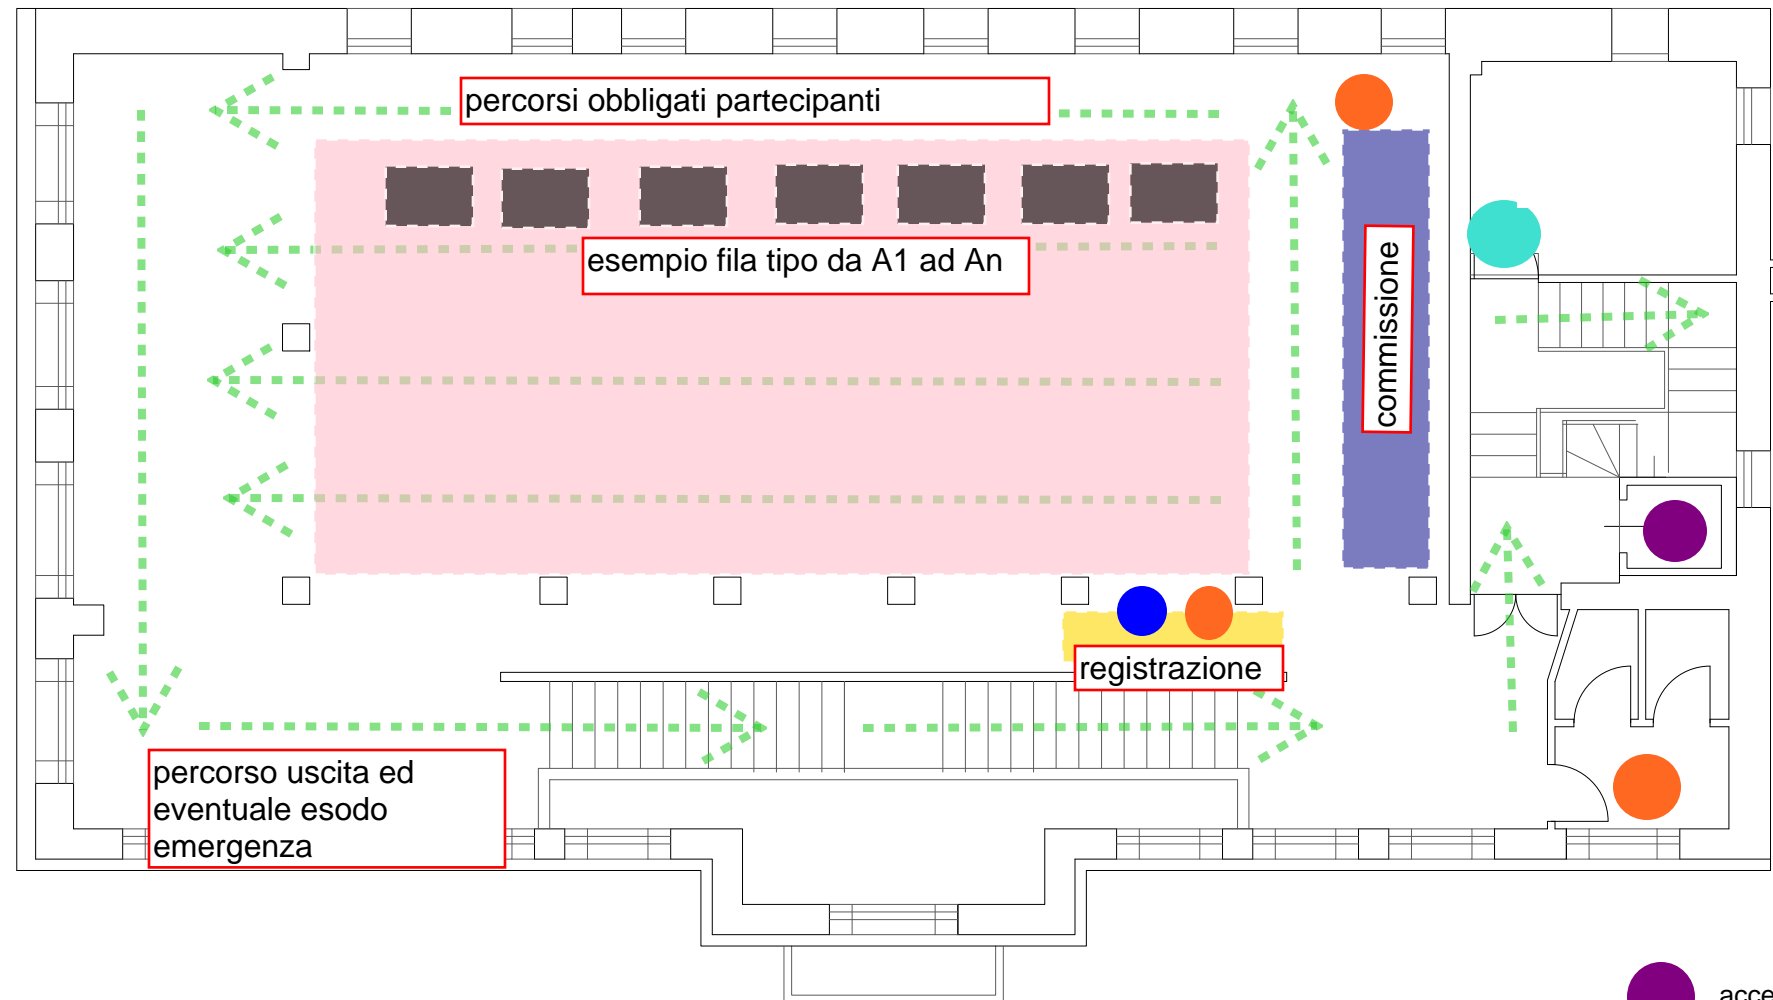 percorsi obbligati partecipanti
esempio fila tipo da A1 ad An
commissione
registrazione
percorso uscita ed
eventuale esodo
emergenza